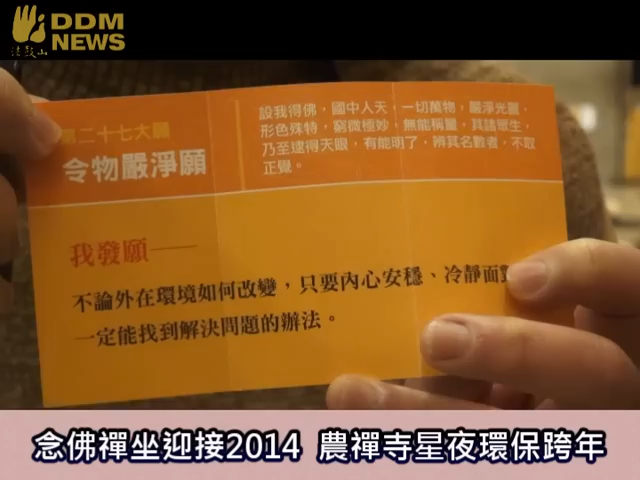 DDM
NEWS
法鼓山
第二十七大願
令物嚴淨願
設我得佛，國中人天，一切萬物，嚴淨光麗，
形色殊特，窮微極妙，無能稱量，其諸眾生，
乃至逮得天眼，有能明了，辨其名數者，不取
正覺。
我發願——
不論外在環境如何改變，只要內心安穩、冷靜面對
一定能找到解決問題的辦法。
念佛禪坐迎接2014 農禪寺星夜環保跨年